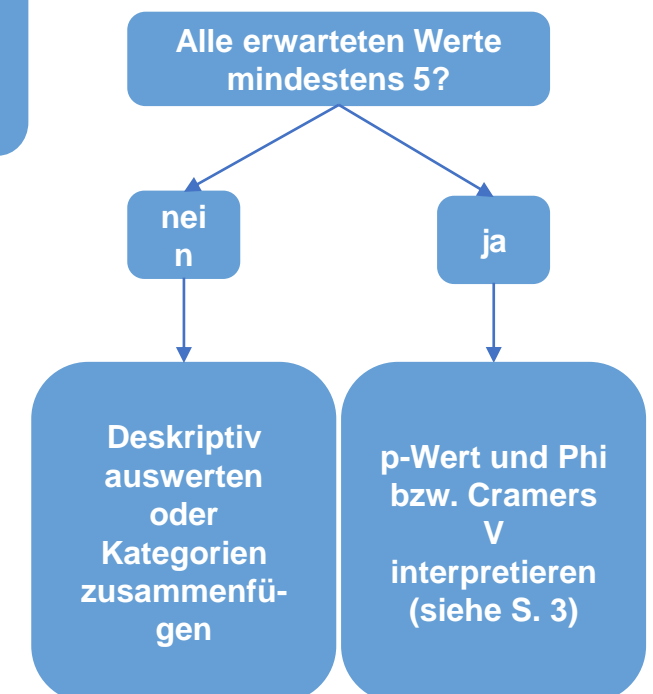 Alle erwarteten Werte
mindestens 5?
nei
n
ja
Deskriptiv
auswerten
oder
Kategorien
zusammenfü-
gen
p-Wert und Phi
bzw. Cramers
V
interpretieren
(siehe S. 3)